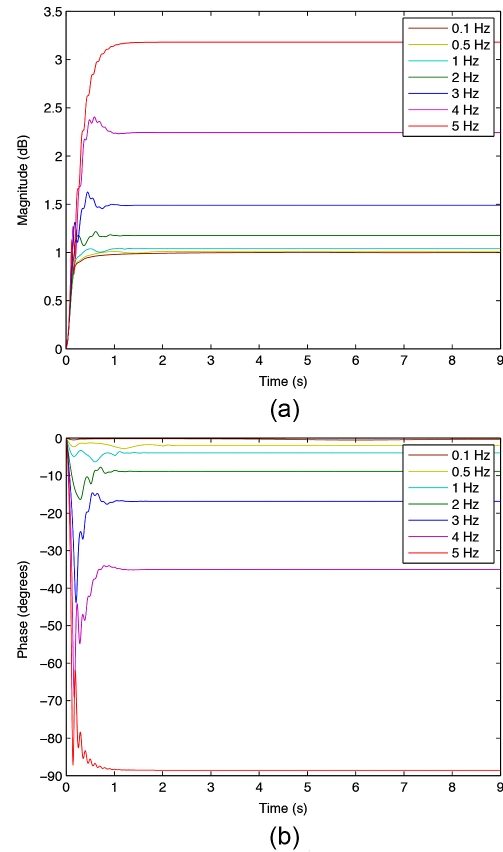 3.5
3
2.5
2
1.5
1
0.5
0
Magnitude (dB)
0.1 Hz
0.5 Hz
1 Hz
2 Hz
3 Hz
4 Hz
5 Hz
0 1 2 3 4 5 6 7 8 9
Time (s)
(a)
0
−10
−20
−30
−40
−50
−60
−70
−80
−90
Phase (degrees)
0.1 Hz
0.5 Hz
1 Hz
2 Hz
3 Hz
4 Hz
5 Hz
0 1 2 3 4 5 6 7 8 9
Time (s)
(b)